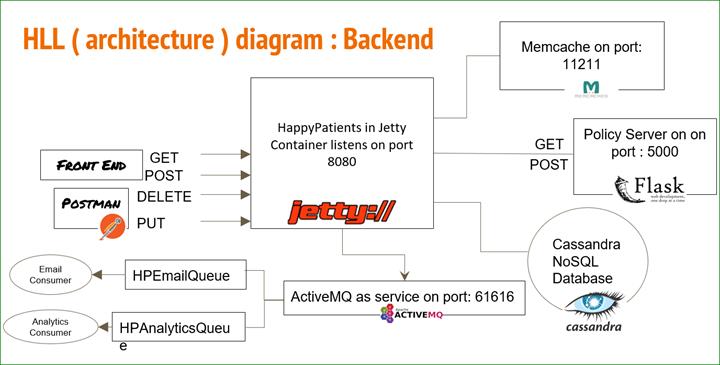 HLL ( architecture ) diagram : Backend
Memcache on port:
11211
MEMCACHED
HappyPatients in Jetty
Container listens on port
8080
jetty://
FRONT END
POSTMAN
GET
POST
DELETE
PUT
GET
POST
Policy Server on on
port : 5000
Flask
web development,
one drop at a time
Cassandra
NoSQL
Database
cassandra
Email
Consumer
HPEmailQueue
Analytics
Consumer
HPAnalyticsQueu
e
ActiveMQ as service on port: 61616
ACTIVEMQ